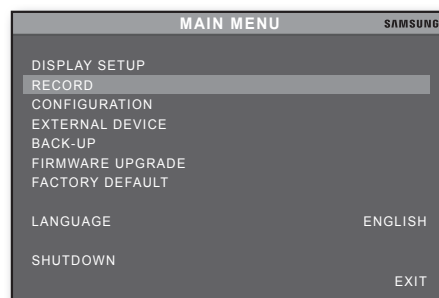 MAIN MENU SAMSUNG
DISPLAY SETUP
RECORD
CONFIGURATION
EXTERNAL DEVICE
BACK-UP
FIRMWARE UPGRADE
FACTORY DEFAULT
LANGUAGE ENGLISH
SHUTDOWN
EXIT